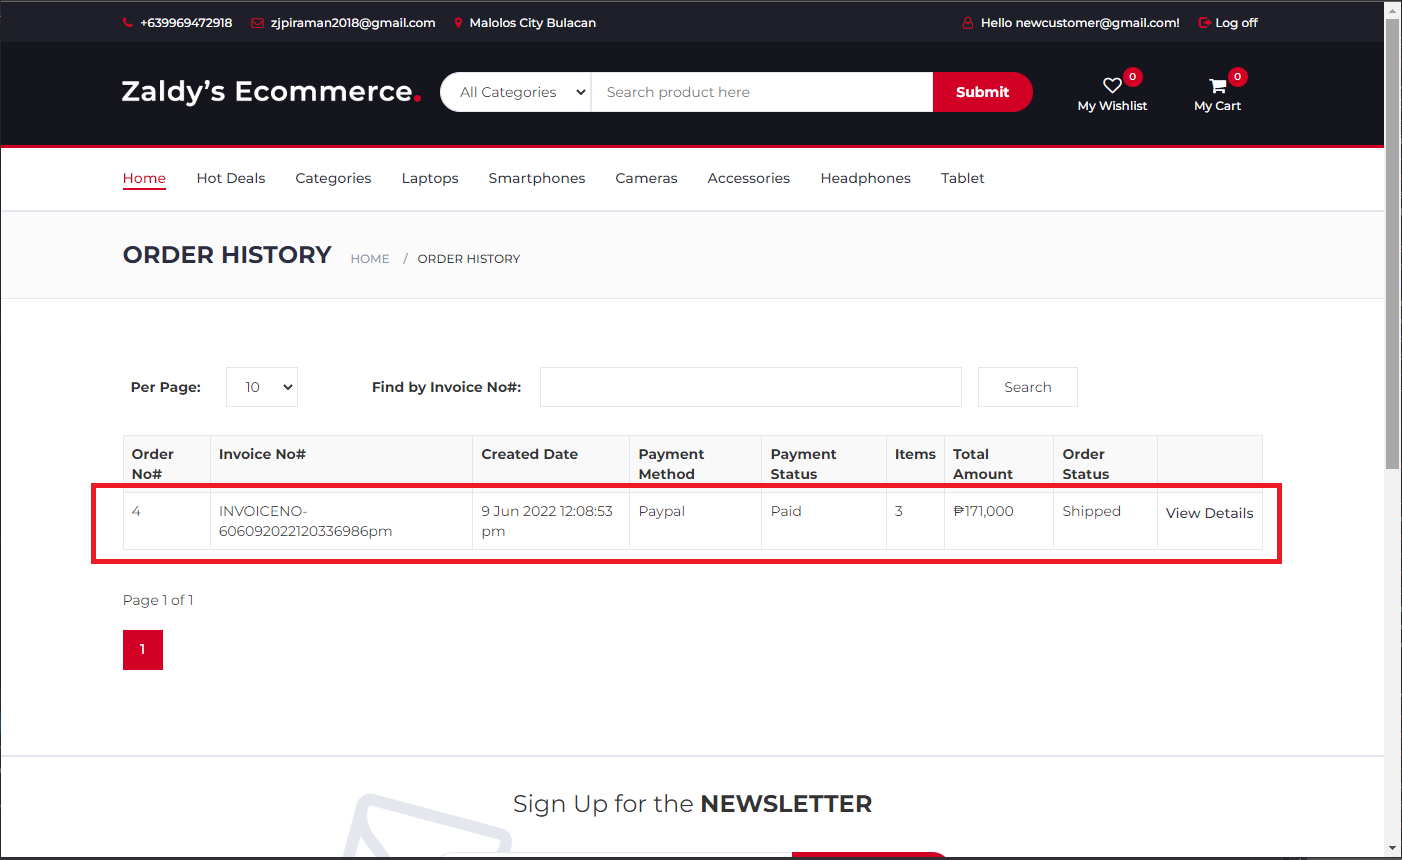 +639969472918 zjpiraman2018@gmail.com Malolos City Bulacan Hello newcustomer@gmail.com! Log off
Zaldy's Ecommerce. All Categories Search product here Submit
0 0
My Wishlist My Cart
Home Hot Deals Categories Laptops Smartphones Cameras Accessories Headphones Tablet
ORDER HISTORY HOME / ORDER HISTORY
Per Page: 10 Find by Invoice No#: Search
Order Invoice No# Created Date Payment Payment Items Total Order
No# Method Status Amount Status
4 INVOICENO- 9 Jun 2022 12:08:53 Paypal Paid 3 ₱171,000 Shipped View Details
606092022120336986pm pm
Page 1 of 1
1
Sign Up for the NEWSLETTER